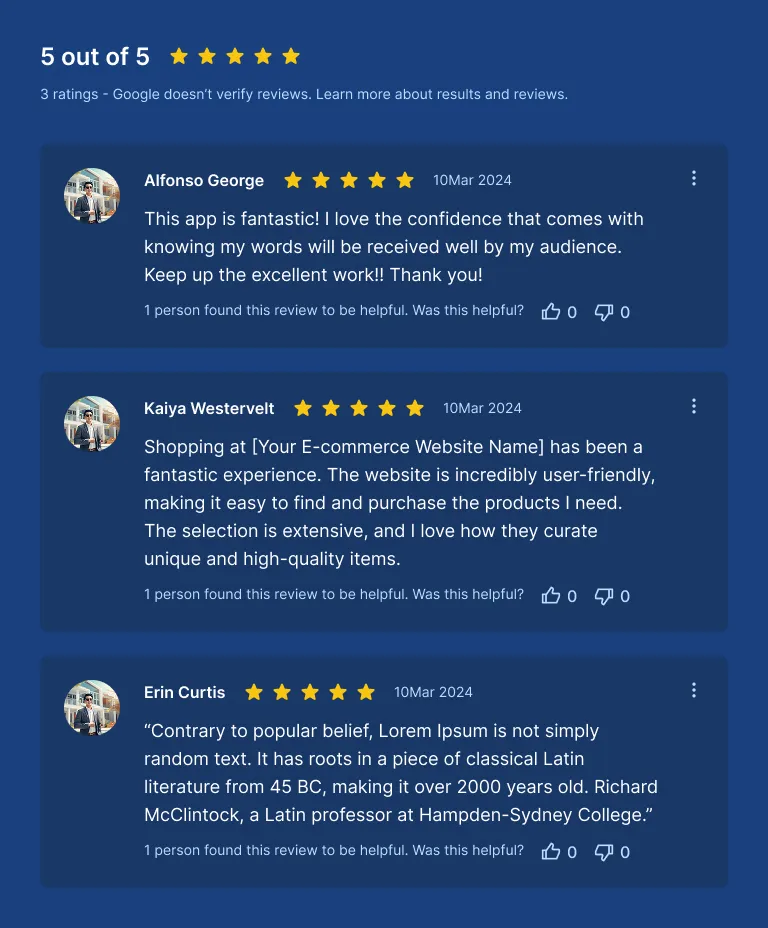 5 out of 5
3 ratings - Google doesn’t verify reviews. Learn more about results and reviews.
Alfonso George 10Mar 2024
This app is fantastic! I love the confidence that comes with
knowing my words will be received well by my audience.
Keep up the excellent work!! Thank you!
1 person found this review to be helpful. Was this helpful? 0 0
Kaiya Westervelt 10Mar 2024
Shopping at [Your E-commerce Website Name] has been a
fantastic experience. The website is incredibly user-friendly,
making it easy to find and purchase the products I need.
The selection is extensive, and I love how they curate
unique and high-quality items.
1 person found this review to be helpful. Was this helpful? 0 0
Erin Curtis 10Mar 2024
“Contrary to popular belief, Lorem Ipsum is not simply
random text. It has roots in a piece of classical Latin
literature from 45 BC, making it over 2000 years old. Richard
McClintock, a Latin professor at Hampden-Sydney College.”
1 person found this review to be helpful. Was this helpful? 0 0